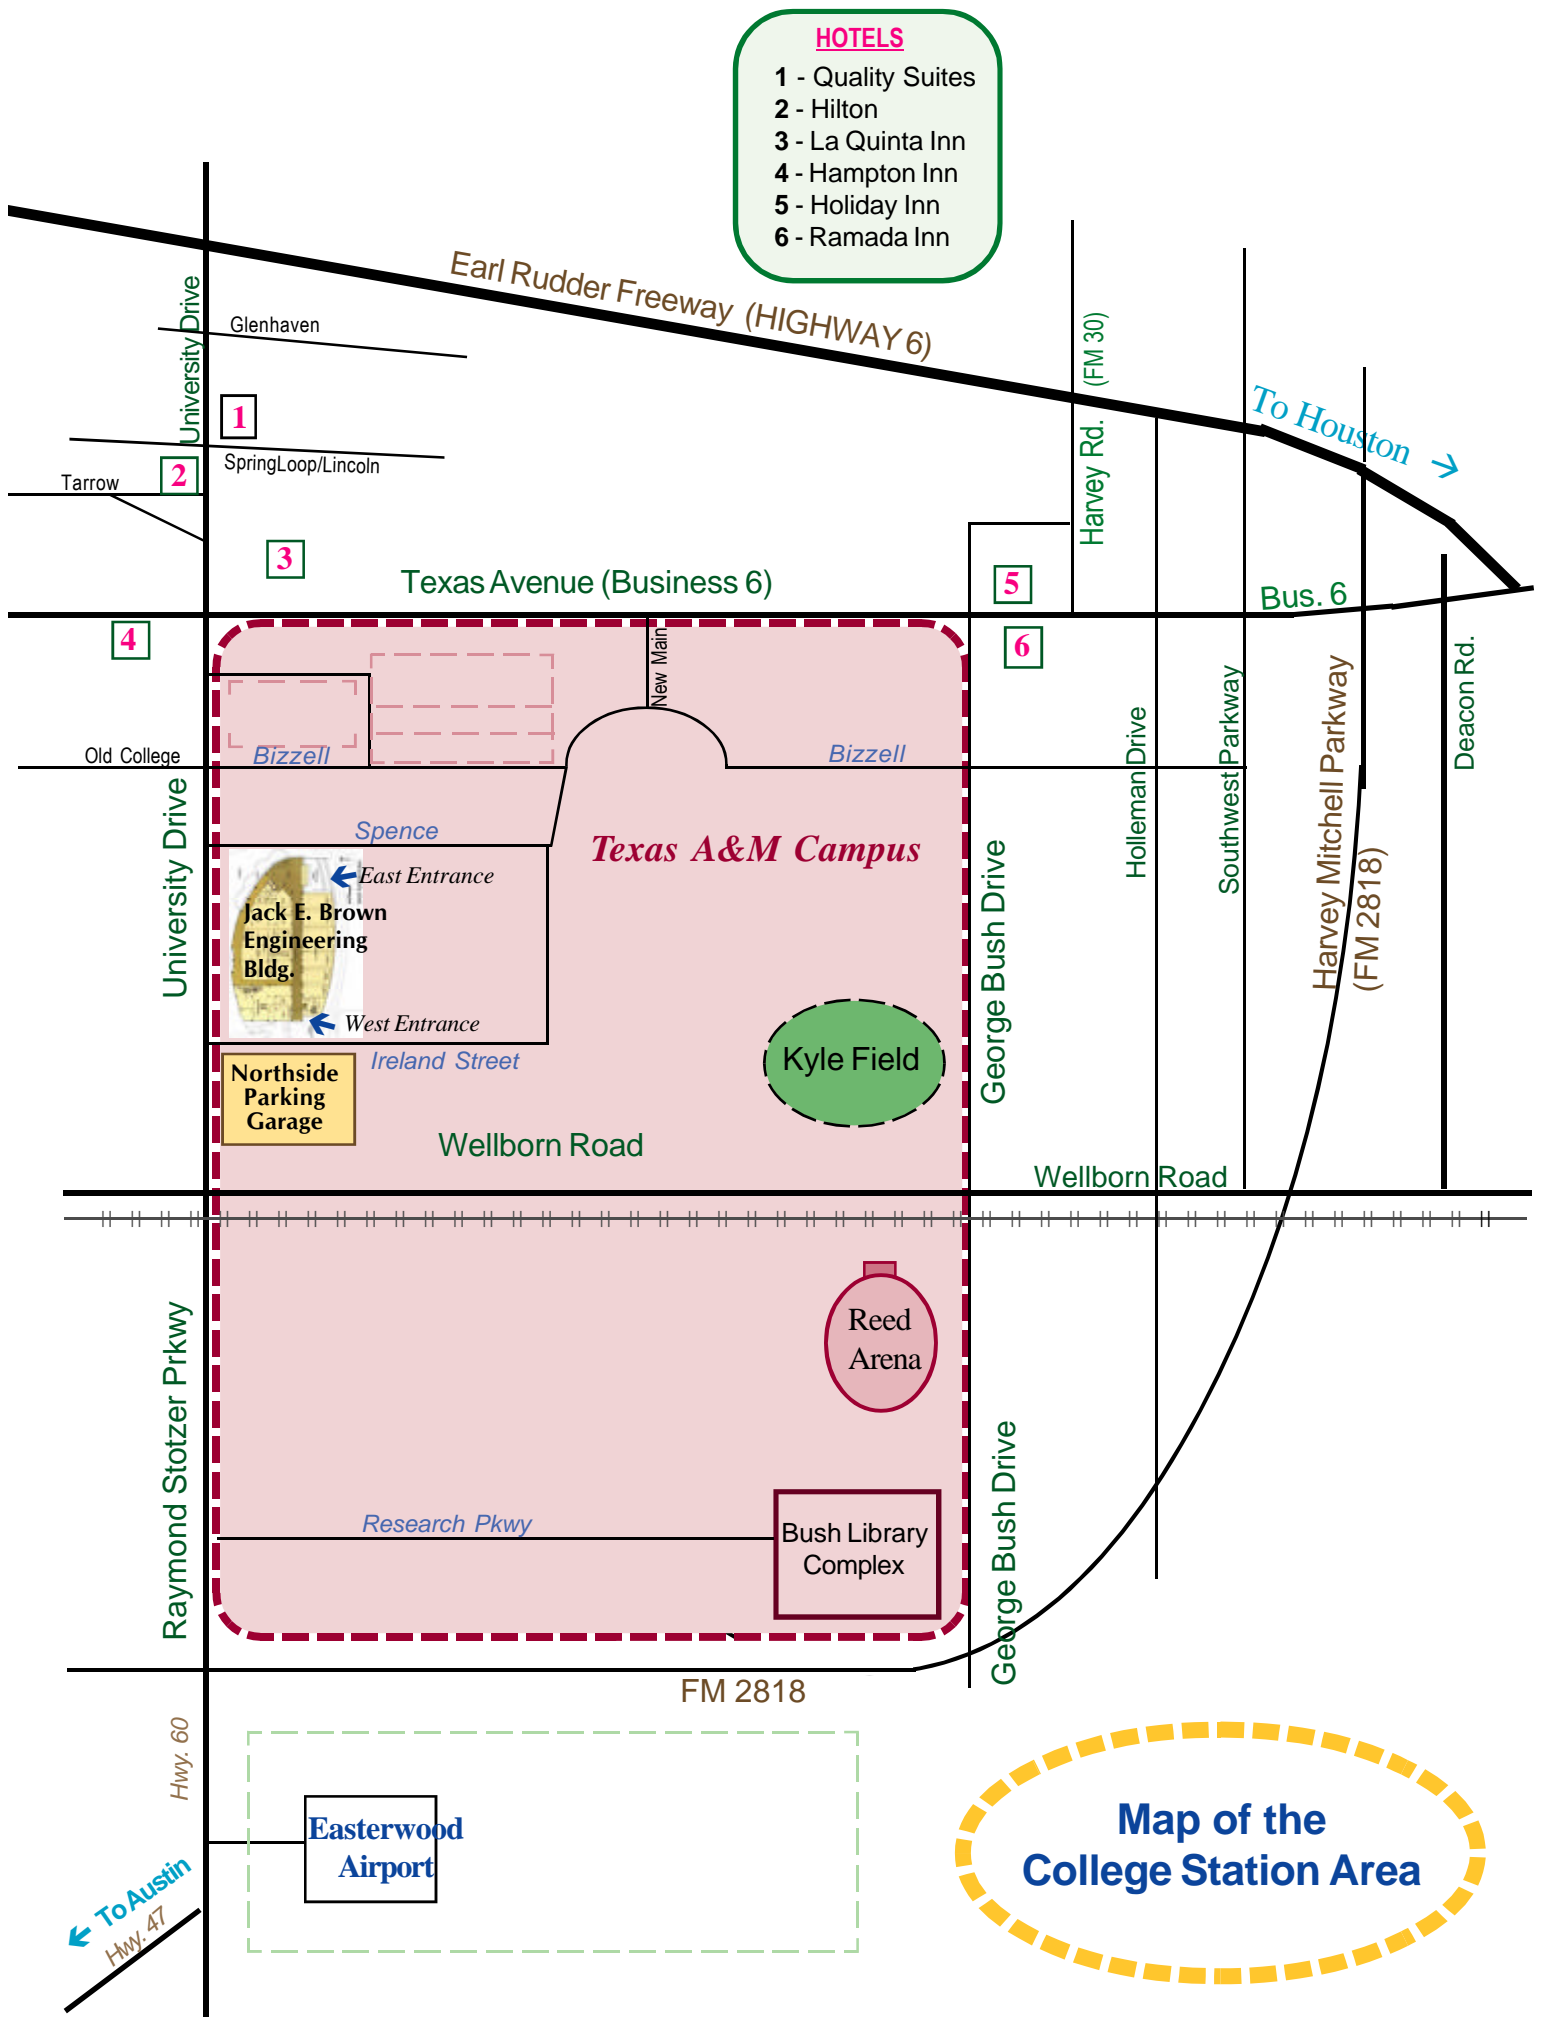 HOTELS
1 - Quality Suites
2 - Hilton
3 - La Quinta Inn
4 - Hampton Inn
5 - Holiday Inn
6 - Ramada Inn
Earl Rudder Freeway (HIGHWAY 6)
University Drive
Glenhaven
Harvey Rd. (FM 30)
To Houston →
1
SpringLoop/Lincoln
2
Tarrow
3
Texas Avenue (Business 6)
5
Bus. 6
4
6
New Main
Old College
Bizzell
Bizzell
Holleman Drive
Southwest Parkway
Harvey Mitchell Parkway
(FM 2818)
Deacon Rd.
University Drive
Spence
Texas A&M Campus
George Bush Drive
East Entrance
Jack E. Brown
Engineering
Bldg.
West Entrance
Ireland Street
Kyle Field
Northside
Parking
Garage
Wellborn Road
Wellborn Road
Raymond Stotzer Prkwy
Reed
Arena
George Bush Drive
Research Pkwy
Bush Library
Complex
FM 2818
Hwy. 60
Easterwood
Airport
Map of the
College Station Area
← To Austin
Hwy. 47